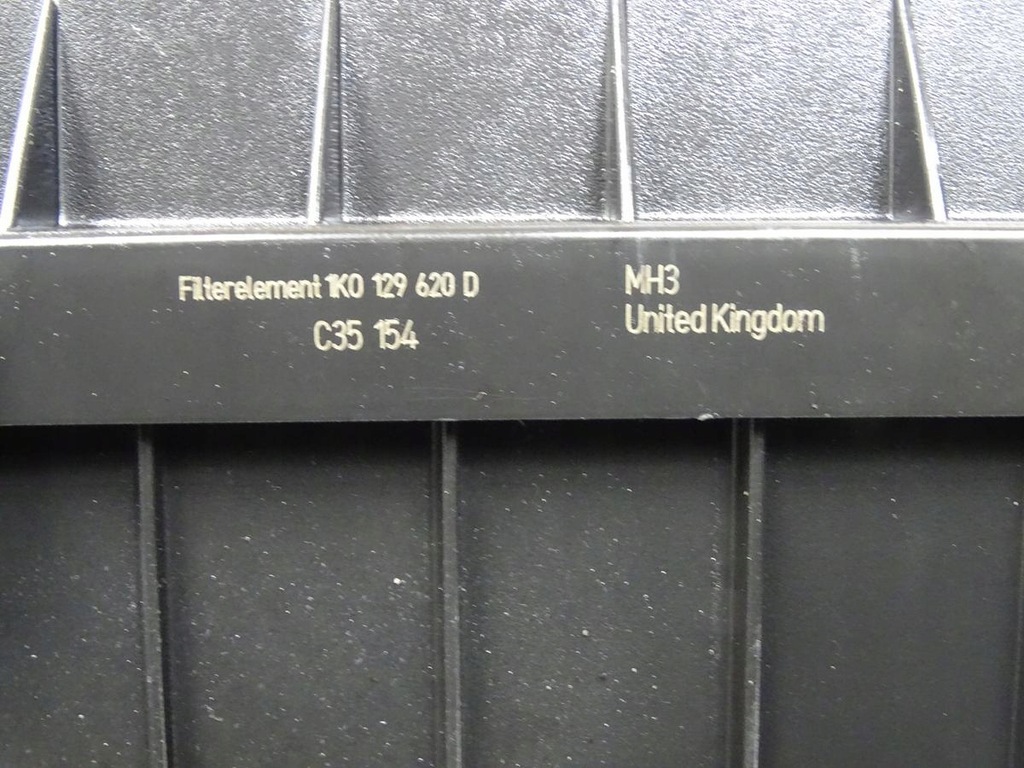 Filterelement 1K0 129 620 D
C35 154
MH3
United Kingdom